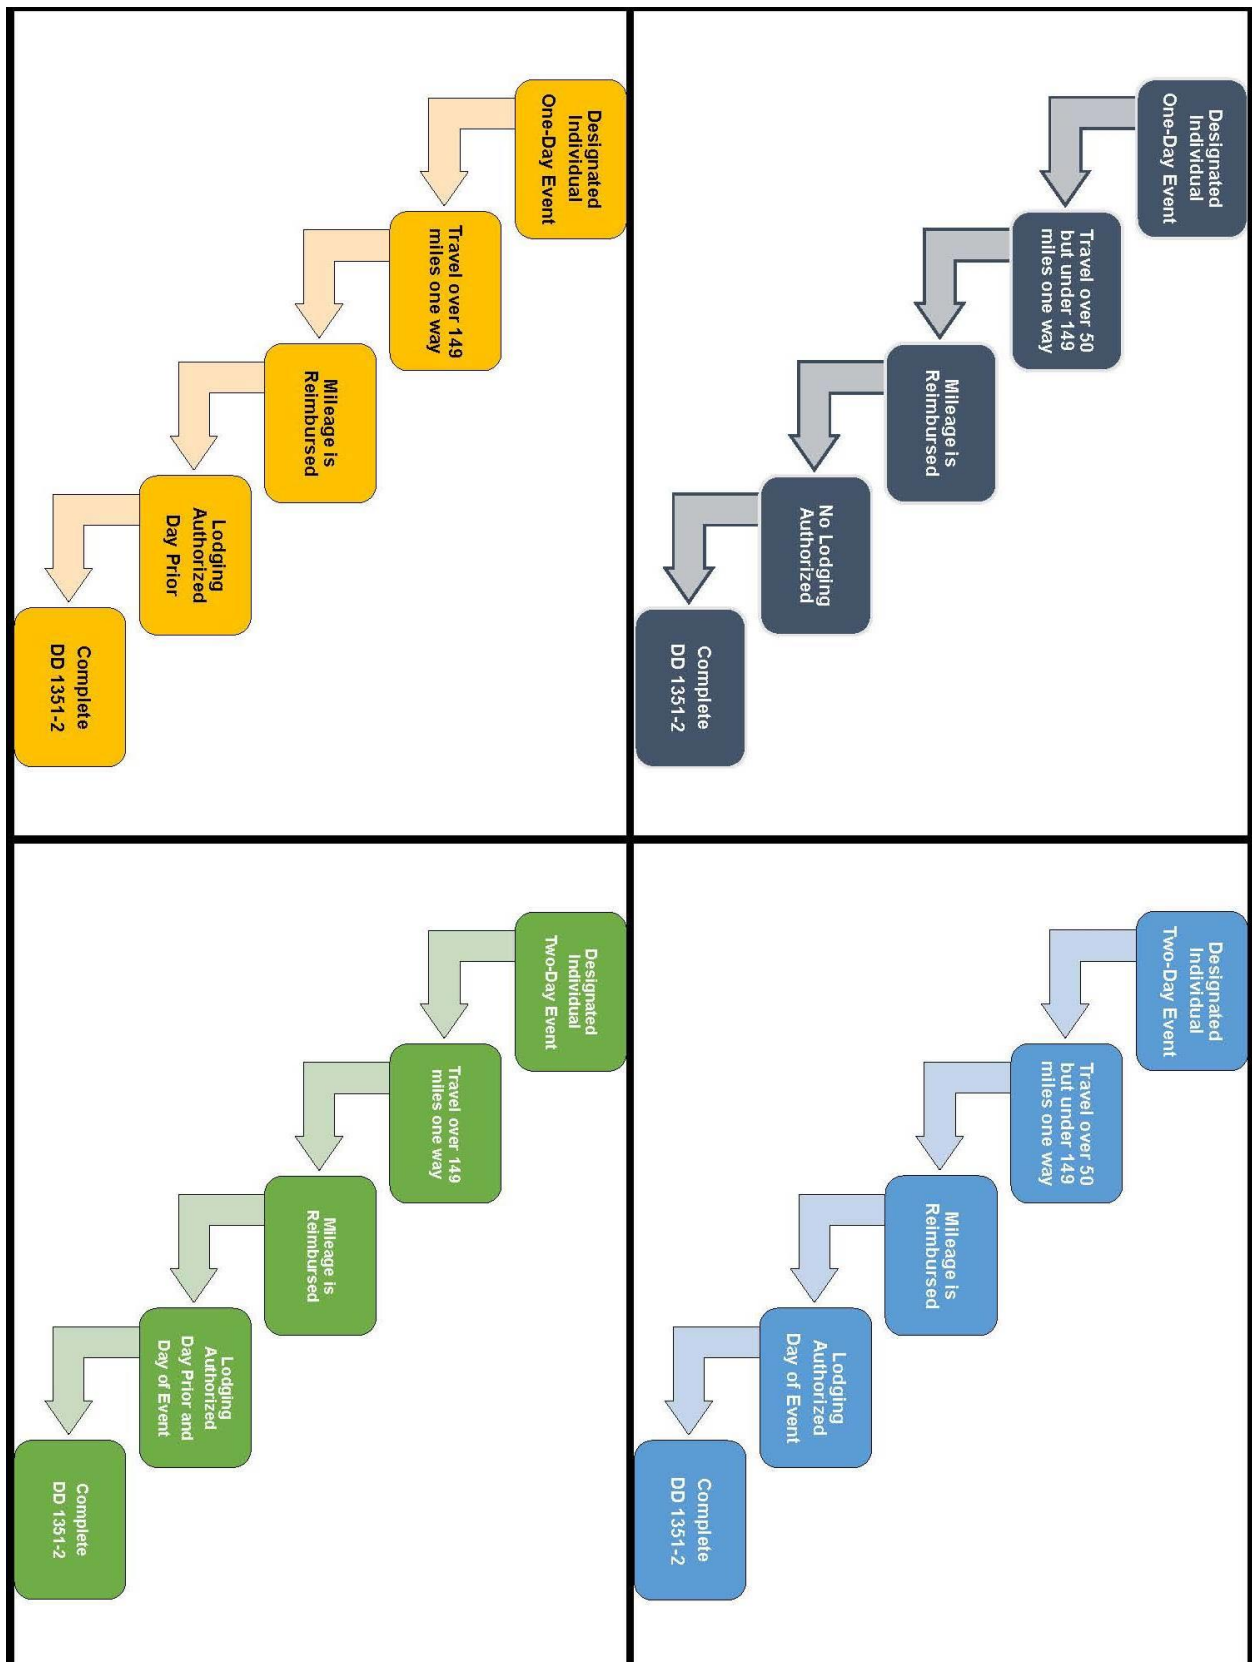 Designated
Individual
One-Day Event
Travel over 50
but under 149
miles one way
Mileage is
Reimbursed
No Lodging
Authorized
Complete
DD 1351-2
Designated
Individual
Two-Day Event
Travel over 50
but under 149
miles one way
Mileage is
Reimbursed
Lodging
Authorized
Day of Event
Complete
DD 1351-2
Designated
Individual
One-Day Event
Travel over 149
miles one way
Mileage is
Reimbursed
Lodging
Authorized
Day Prior
Complete
DD 1351-2
Designated
Individual
Two-Day Event
Travel over 149
miles one way
Mileage is
Reimbursed
Lodging
Authorized
Day Prior and
Day of Event
Complete
DD 1351-2